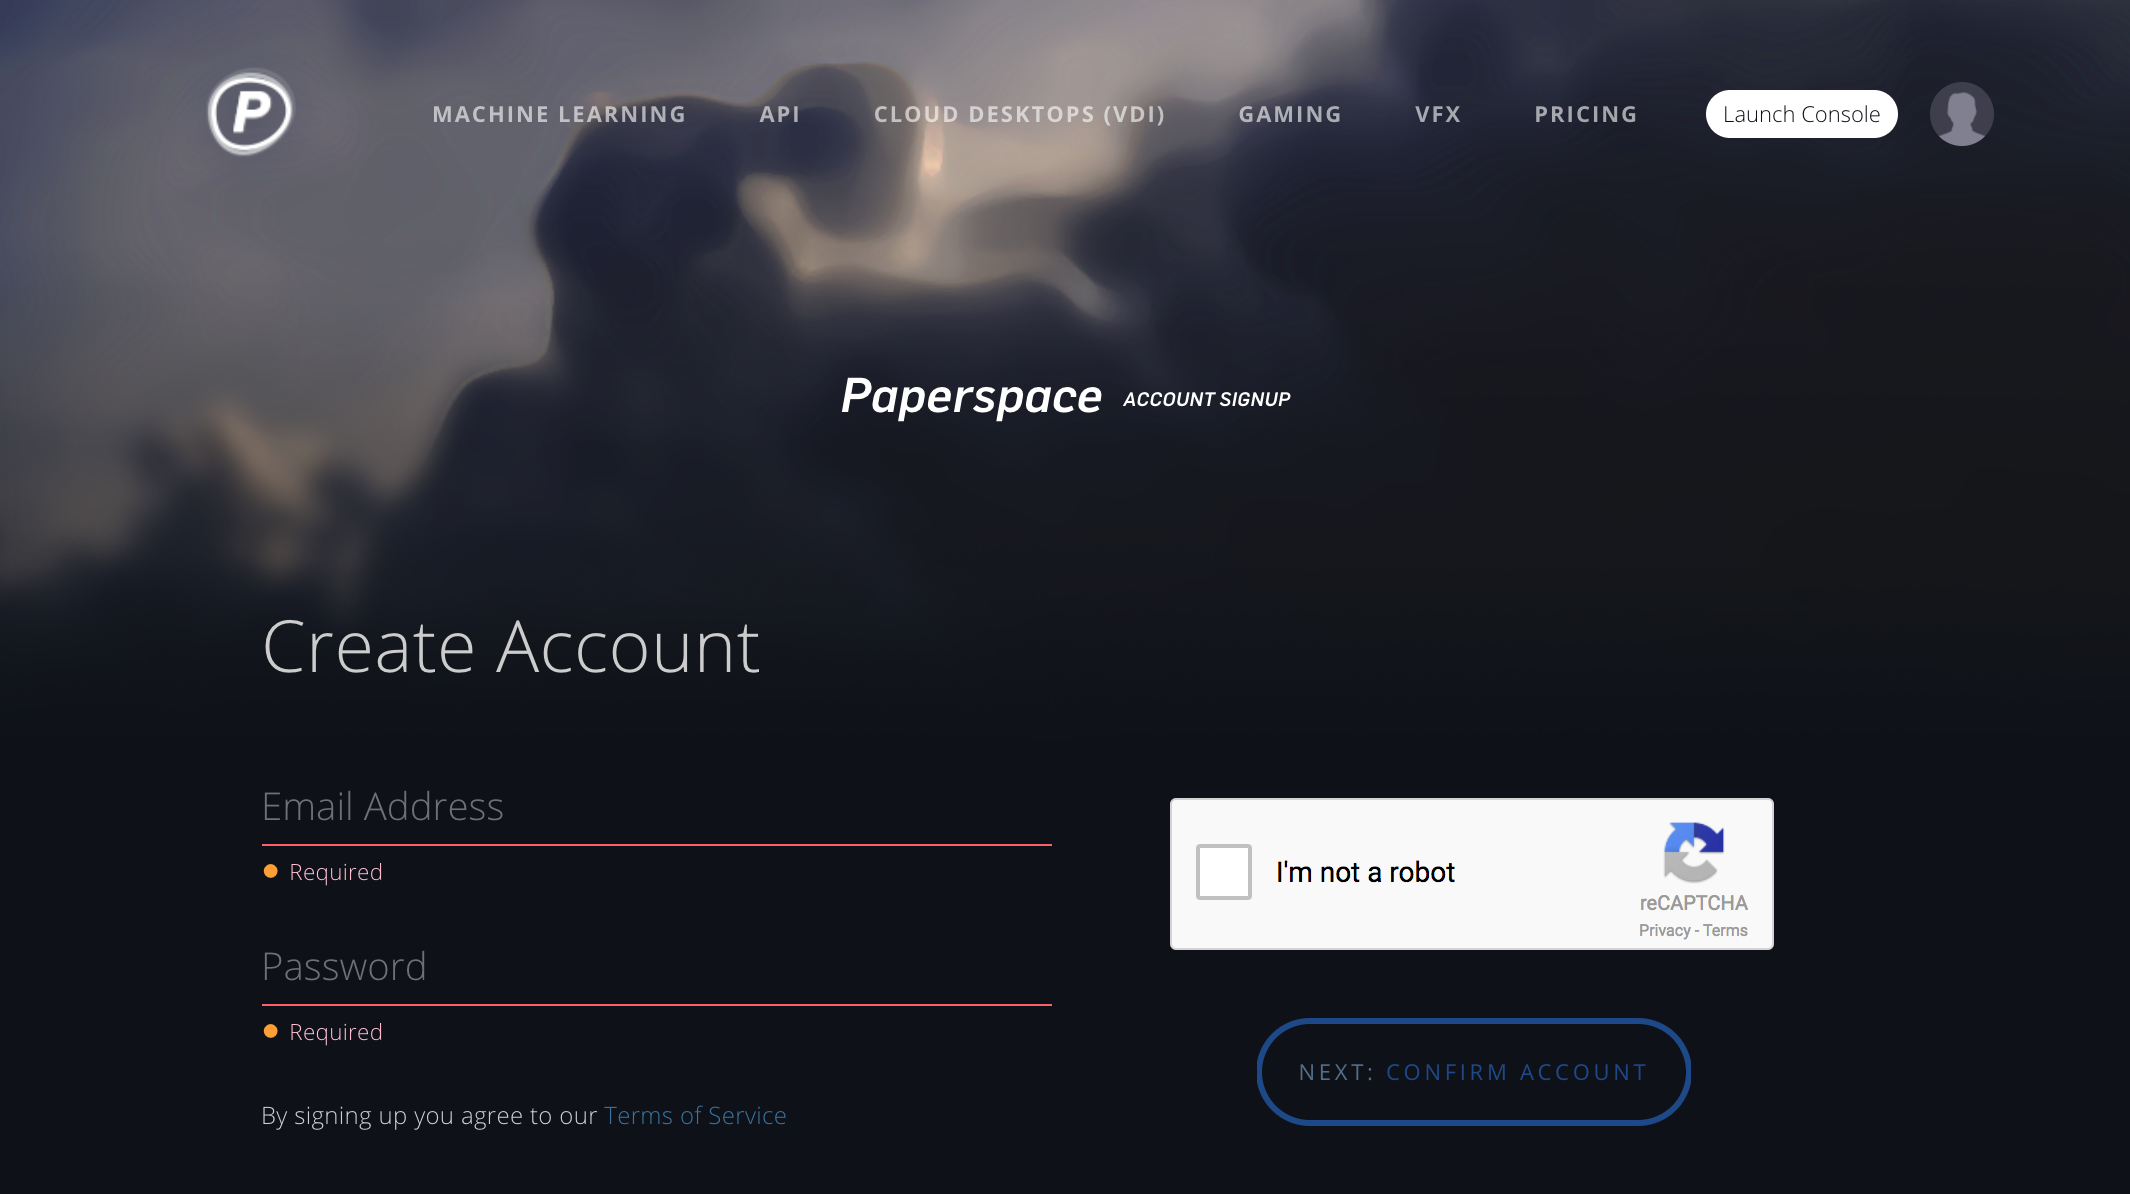 P
MACHINE LEARNING API CLOUD DESKTOPS (VDI) GAMING VFX PRICING Launch Console
Paperspace ACCOUNT SIGNUP
Create Account
Email Address
Required
Password
Required
By signing up you agree to our Terms of Service
I'm not a robot
reCAPTCHA
Privacy - Terms
NEXT: CONFIRM ACCOUNT